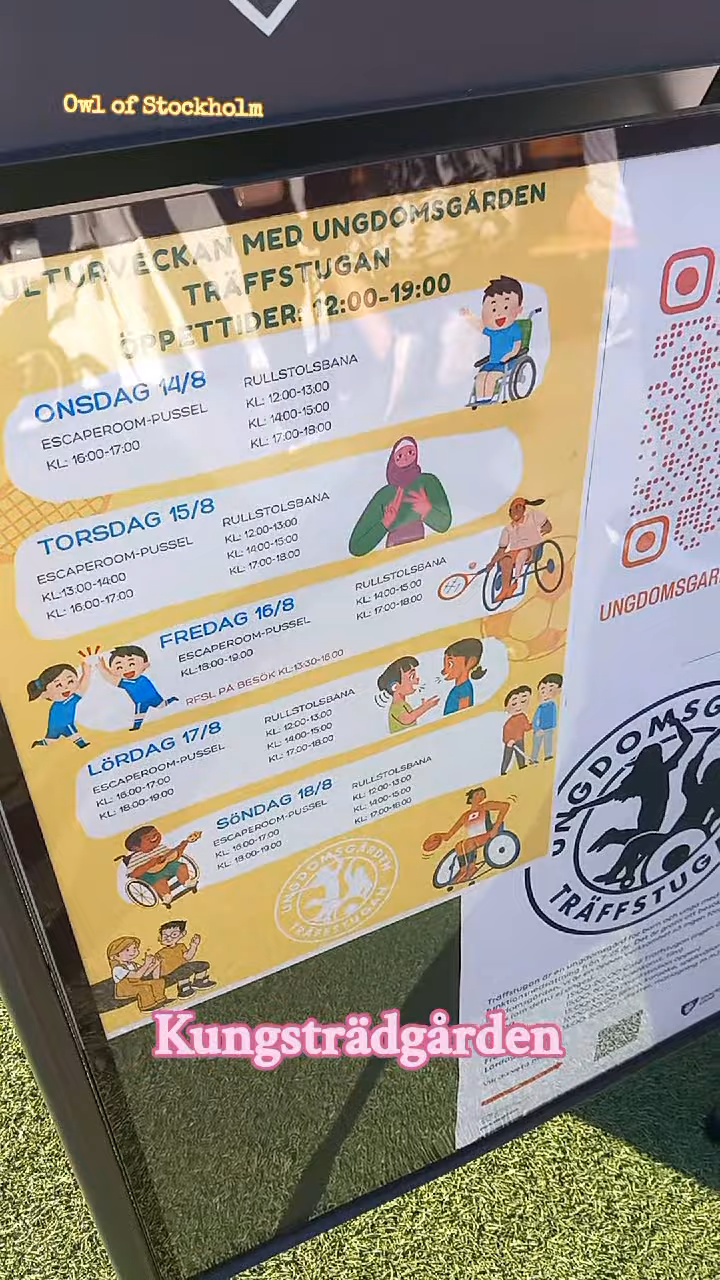 Owl of Stockholm
ULTURVECKAN MED UNGDOMSGÅRDEN
TRÄFFSTUGAN
ÖPPETTIDER: 12:00-19:00
ONSDAG 14/8
ESCAPEROOM-PUSSEL
KL: 16:00-17:00
RULLSTOLSBANA
KL: 12:00-13:00
KL: 14:00-15:00
KL: 17:00-18:00
TORSDAG 15/8
ESCAPEROOM-PUSSEL
KL:13:00-14:00
KL: 16:00-17:00
RULLSTOLSBANA
KL: 12:00-13:00
KL: 14:00-15:00
KL: 17:00-18:00
FREDAG 16/8
ESCAPEROOM-PUSSEL
KL:18:00-19:00
RULLSTOLSBANA
KL: 14:00-15:00
KL: 17:00-18:00
RFSL PÅ BESÖK KL:13:30-16:00
LÖRDAG 17/8
ESCAPEROOM-PUSSEL
KL: 16:00-17:00
KL: 18:00-19:00
RULLSTOLSBANA
KL: 12:00-13:00
KL: 14:00-15:00
KL: 17:00-18:00
SÖNDAG 18/8
ESCAPEROOM-PUSSEL
KL: 16:00-17:00
KL: 18:00-19:00
RULLSTOLSBANA
KL: 12:00-13:00
KL: 14:00-15:00
KL: 17:00-18:00
UNGDOMSGÅRDEN
TRÄFFSTUGAN
UNGDOMSGÅR
UNGDOMSG
TRÄFFSTUG
Kungsträdgården